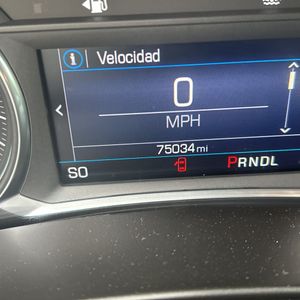 i Velocidad
0
MPH
75034 mi
SO PRNDL